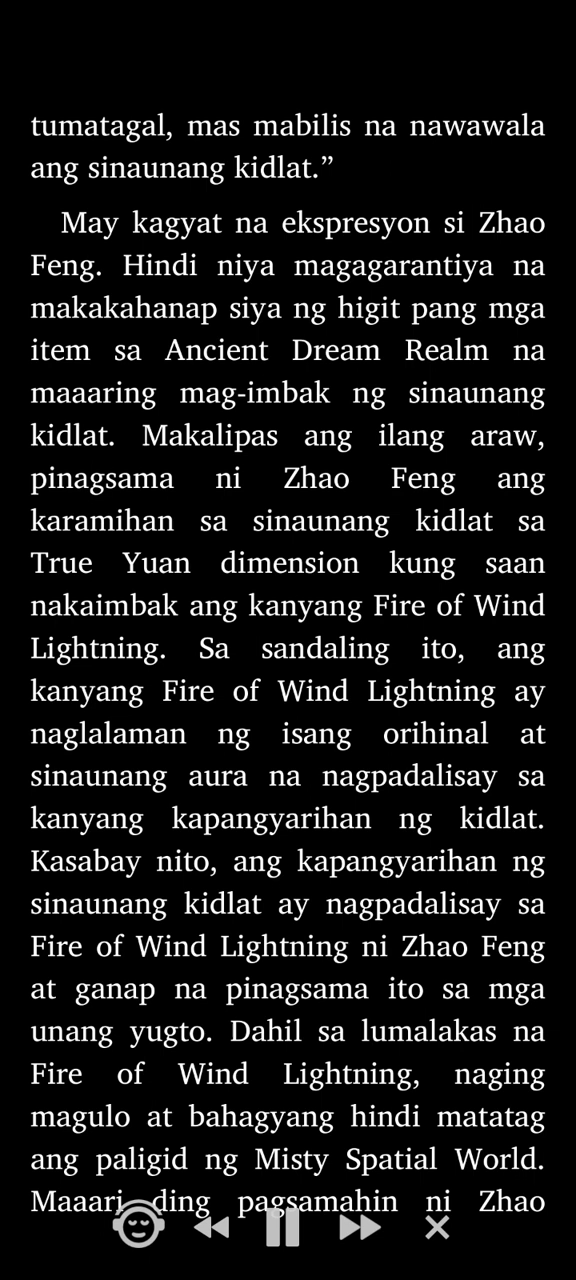 tumatagal, mas mabilis na nawawala
ang sinaunang kidlat.”
May kagyat na ekspresyon si Zhao
Feng. Hindi niya magagarantiya na
makakahanap siya ng higit pang mga
item sa Ancient Dream Realm na
maaaring mag-imbak ng sinaunang
kidlat. Makalipas ang ilang araw,
pinagsama ni Zhao Feng ang
karamihan sa sinaunang kidlat sa
True Yuan dimension kung saan
nakaimbak ang kanyang Fire of Wind
Lightning. Sa sandaling ito, ang
kanyang Fire of Wind Lightning ay
naglalaman ng isang orihinal at
sinaunang aura na nagpadalisay sa
kanyang kapangyarihan ng kidlat.
Kasabay nito, ang kapangyarihan ng
sinaunang kidlat ay nagpadalisay sa
Fire of Wind Lightning ni Zhao Feng
at ganap na pinagsama ito sa mga
unang yugto. Dahil sa lumalakas na
Fire of Wind Lightning, naging
magulo at bahagyang hindi matatag
ang paligid ng Misty Spatial World.
Maaari ding pagsamahin ni Zhao